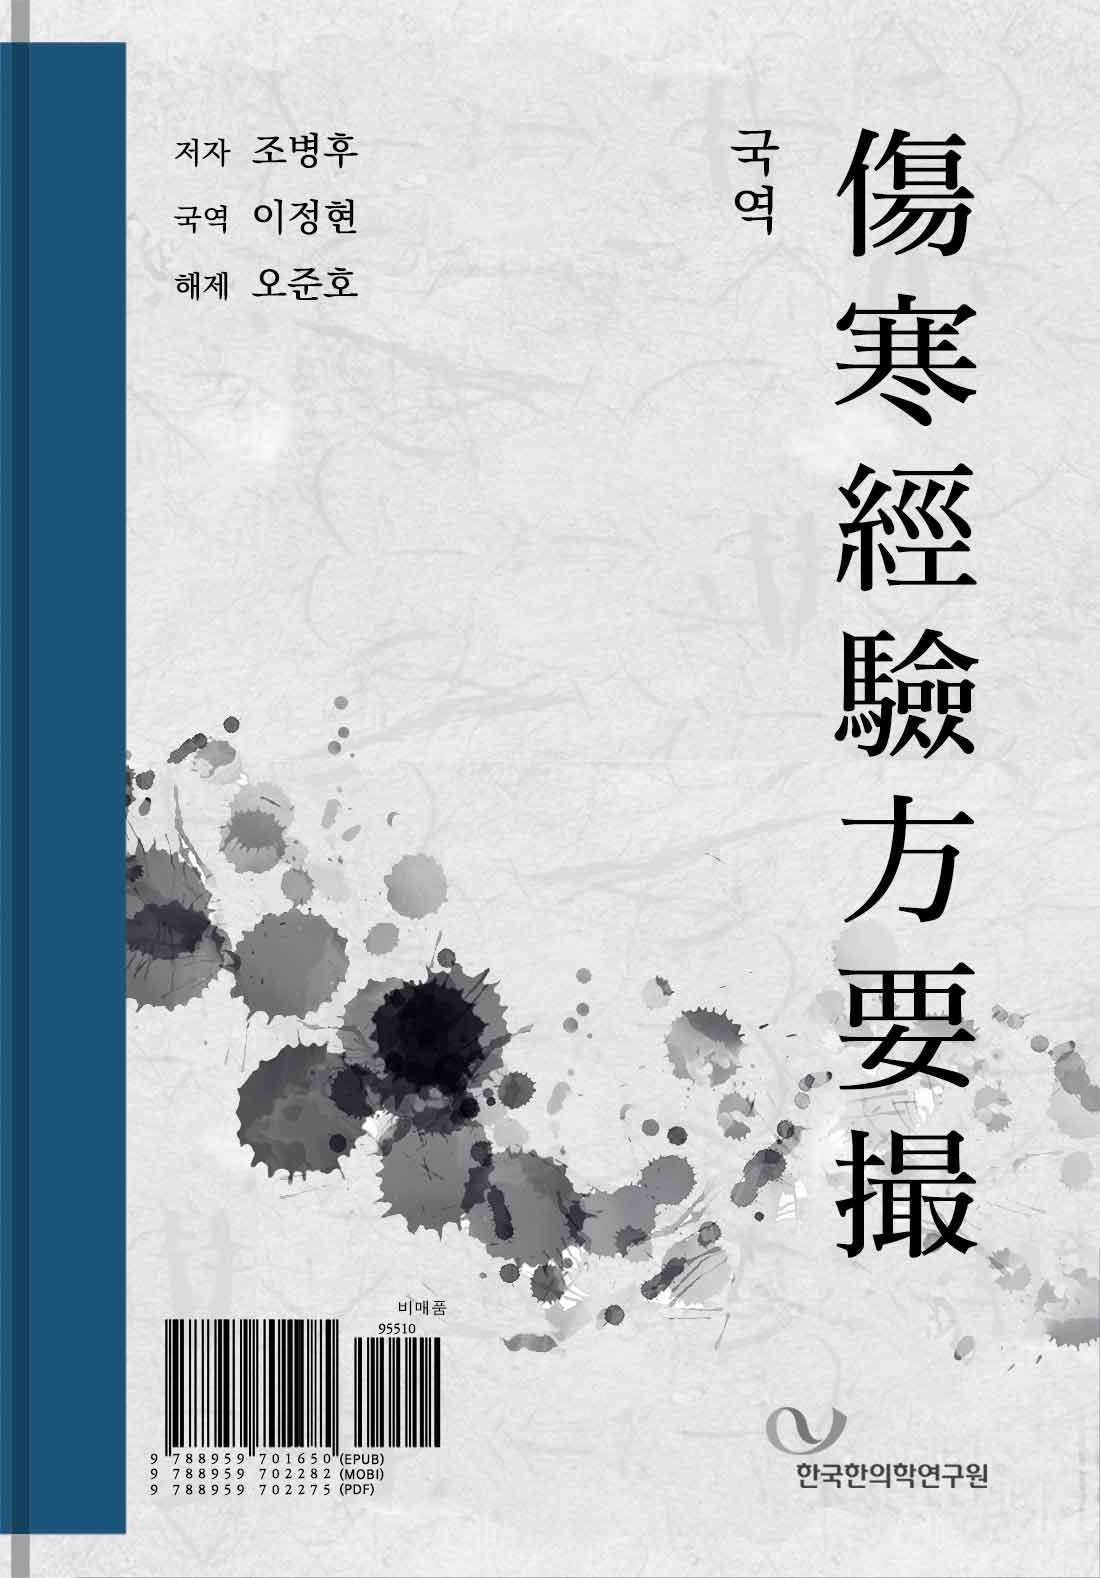 저자 조병후
국역 이정현
해제 오준호
국역
傷寒經驗方要撮
비매품
95510
9 788959 701650 (EPUB)
9 788959 702282 (MOBI)
9 788959 702275 (PDF)
한국한의학연구원